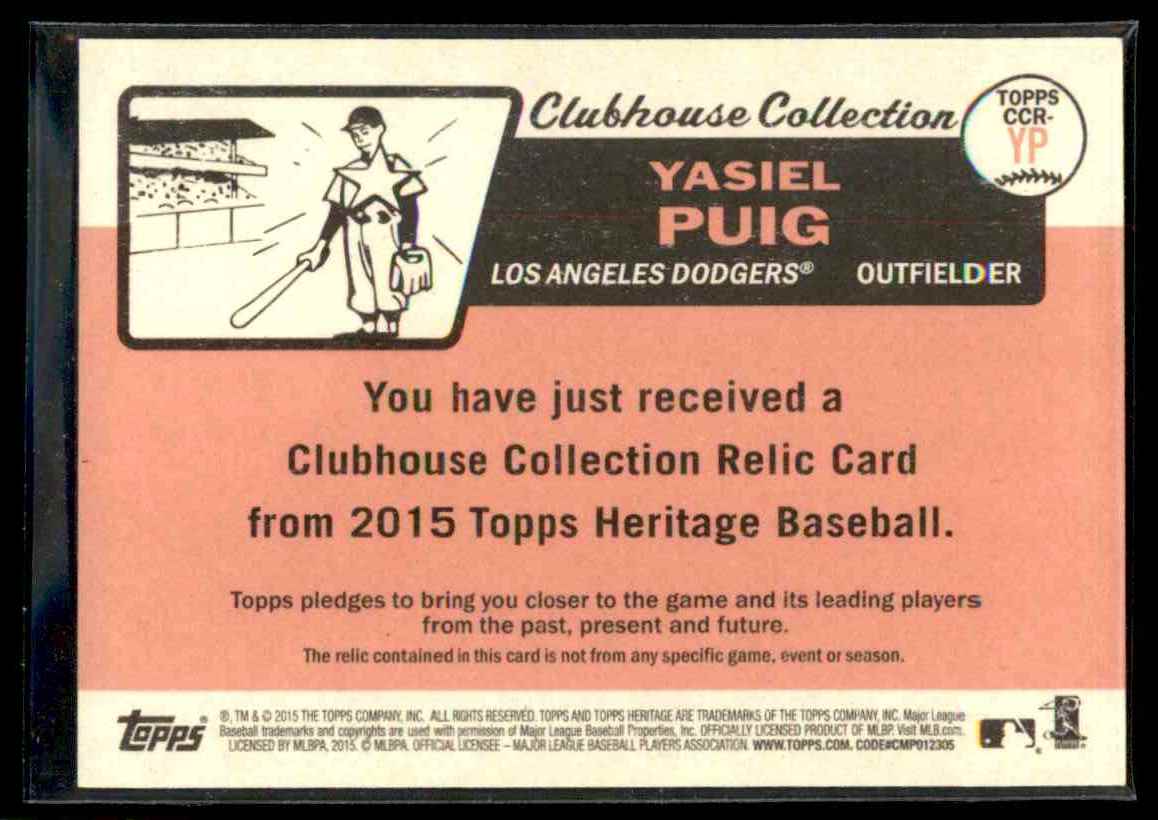 Clubhouse Collection
TOPPS
CCR-
YP
YASIEL
PUIG
LOS ANGELES DODGERS® OUTFIELDER
You have just received a
Clubhouse Collection Relic Card
from 2015 Topps Heritage Baseball.
Topps pledges to bring you closer to the game and its leading players
from the past, present and future.
The relic contained in this card is not from any specific game, event or season.
topps®
®, TM & © 2015 THE TOPPS COMPANY, INC. ALL RIGHTS RESERVED. TOPPS AND TOPPS HERITAGE ARE TRADEMARKS OF THE TOPPS COMPANY, INC. Major League
Baseball trademarks and copyrights are used with permission of Major League Baseball Properties, Inc. OFFICIALLY LICENSED PRODUCT OF MLBP. Visit MLB.com.
LICENSED BY MLBPA, 2015. © MLBPA. OFFICIAL LICENSEE – MAJOR LEAGUE BASEBALL PLAYERS ASSOCIATION. WWW.TOPPS.COM. CODE#CMP012305